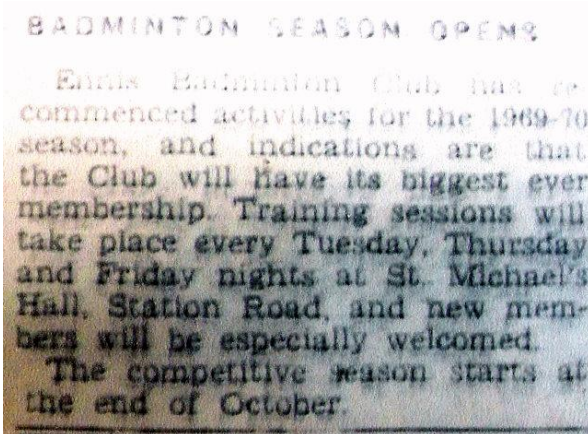 BADMINTON SEASON OPENS
Ennis Badminton Club has re-
commenced activities for the 1969-70
season, and indications are that
the Club will have its biggest ever
membership. Training sessions will
take place every Tuesday, Thursday
and Friday nights at St. Michael's
Hall, Station Road, and new mem-
bers will be especially welcomed.
The competitive season starts at
the end of October.